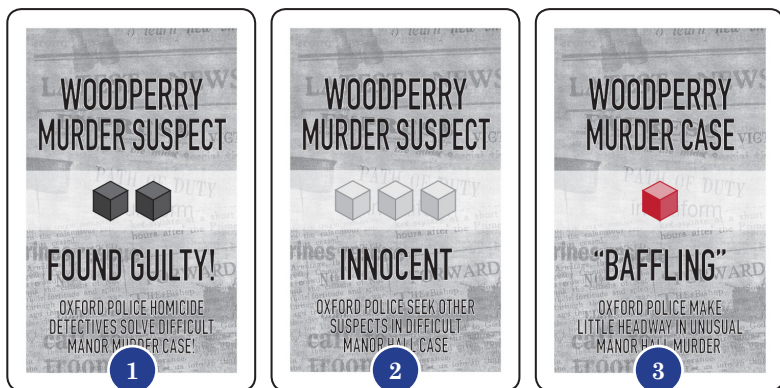 WOODPERRY
MURDER SUSPECT
FOUND GUILTY!
OXFORD POLICE HOMICIDE
DETECTIVES SOLVE DIFFICULT
MANOR MURDER CASE!
1
WOODPERRY
MURDER SUSPECT
INNOCENT
OXFORD POLICE SEEK OTHER
SUSPECTS IN DIFFICULT
MANOR HALL CASE
2
WOODPERRY
MURDER CASE
"BAFFLING"
OXFORD POLICE MAKE
LITTLE HEADWAY IN UNUSUAL
MANOR HALL MURDER
3